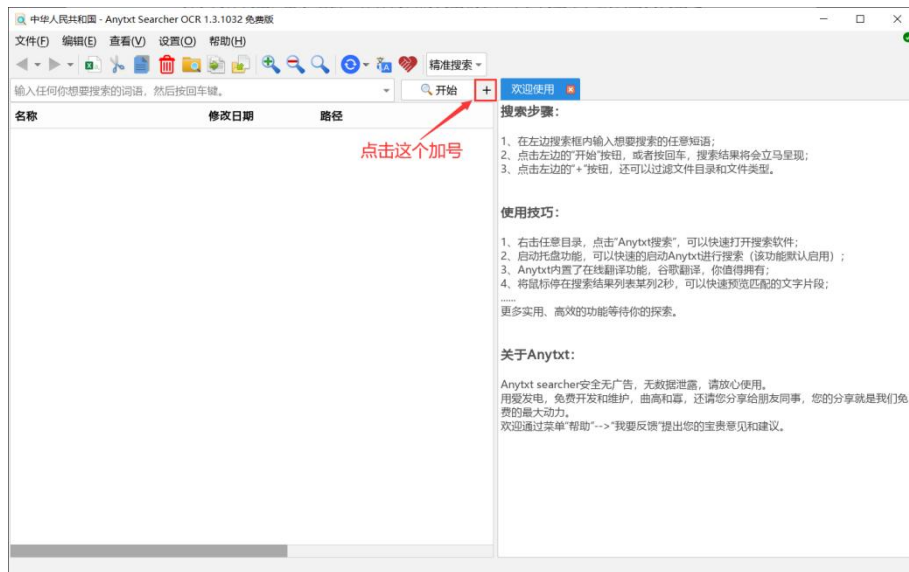 中华人民共和国 - Anytxt Searcher OCR 1.3.1032 免费版
文件(F) 编辑(E) 查看(V) 设置(O) 帮助(H)
精准搜索
输入任何你想要搜索的词语，然后按回车键。 开始 +
欢迎使用
名称 修改日期 路径
点击这个加号
搜索步骤：
1、在左边搜索框内输入想要搜索的任意短语；
2、点击左边的"开始"按钮，或者按回车，搜索结果将会立马呈现；
3、点击左边的"+"按钮，还可以过滤文件目录和文件类型。
使用技巧：
1、右击任意目录，点击"Anytxt搜索"，可以快速打开搜索软件；
2、启动托盘功能，可以快速的启动Anytxt进行搜索（该功能默认启用）；
3、Anytxt内置了在线翻译功能，谷歌翻译，你值得拥有；
4、将鼠标停在搜索结果列表某列2秒，可以快速预览匹配的文字片段；
......
更多实用、高效的功能等待你的探索。
关于Anytxt：
Anytxt searcher安全无广告，无数据泄露，请放心使用。
用爱发电，免费开发和维护，曲高和寡，还请您分享给朋友同事，您的分享就是我们免
费的最大动力。
欢迎通过菜单"帮助"-->"我要反馈"提出您的宝贵意见和建议。